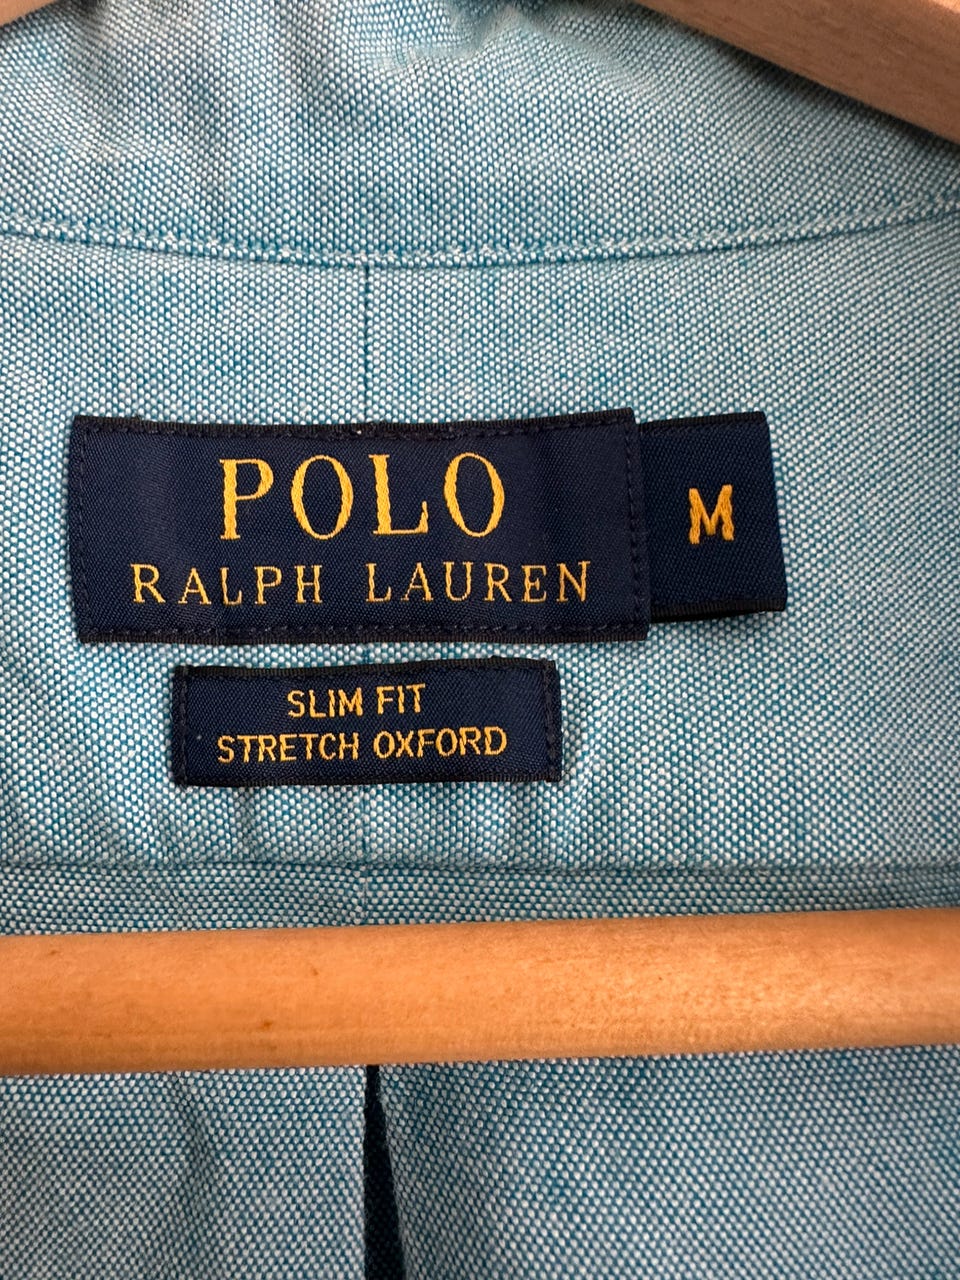 POLO
RALPH LAUREN
M
SLIM FIT
STRETCH OXFORD